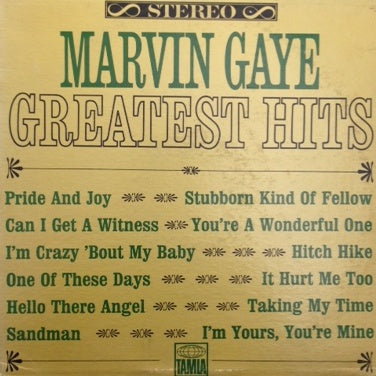 STEREO
MARVIN GAYE
GREATEST HITS
Pride And Joy Stubborn Kind Of Fellow
Can I Get A Witness You're A Wonderful One
I'm Crazy 'Bout My Baby Hitch Hike
One Of These Days It Hurt Me Too
Hello There Angel Taking My Time
Sandman I'm Yours, You're Mine
TAMLA